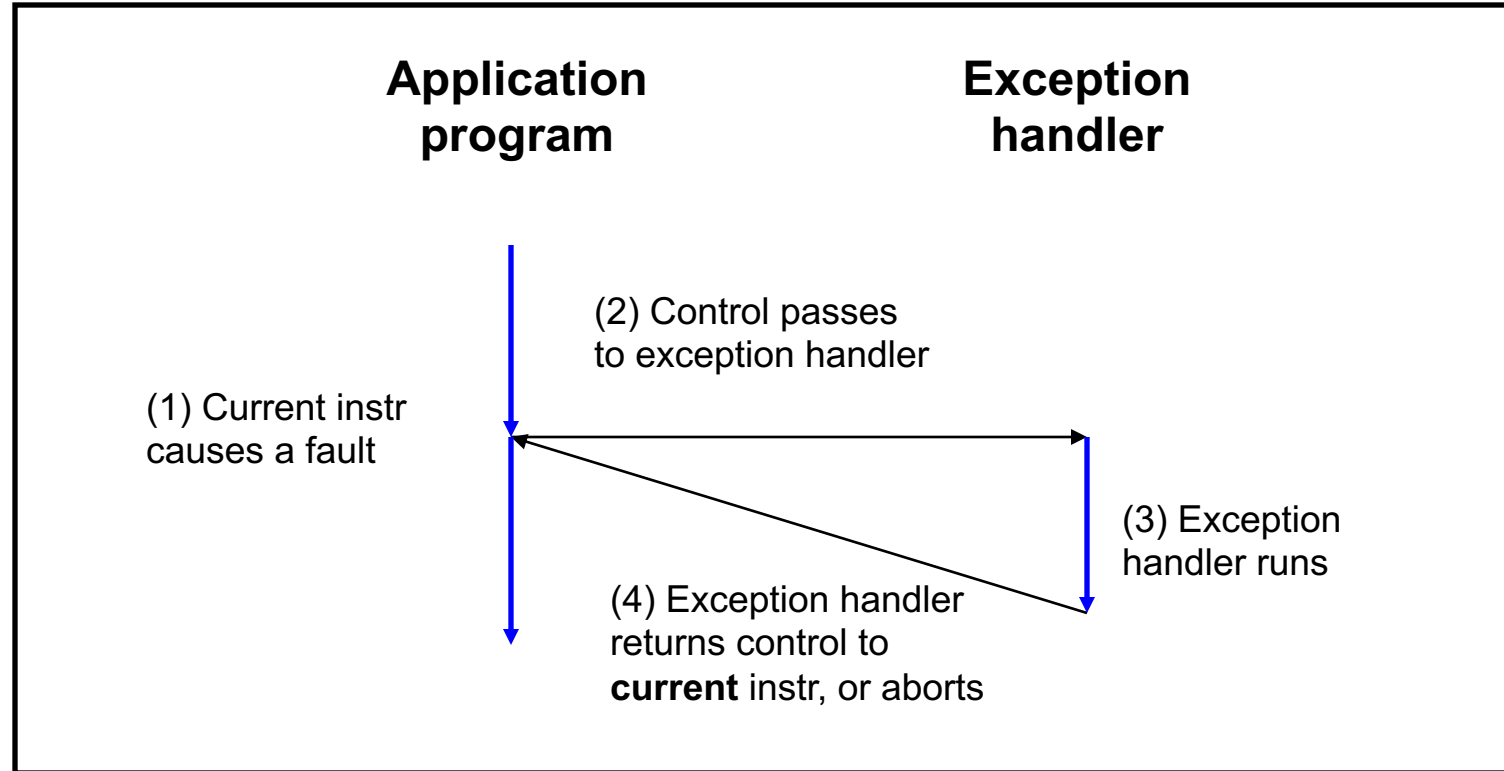 Application
program
Exception
handler
(2) Control passes
to exception handler
(1) Current instr
causes a fault
(3) Exception
handler runs
(4) Exception handler
returns control to
current instr, or aborts